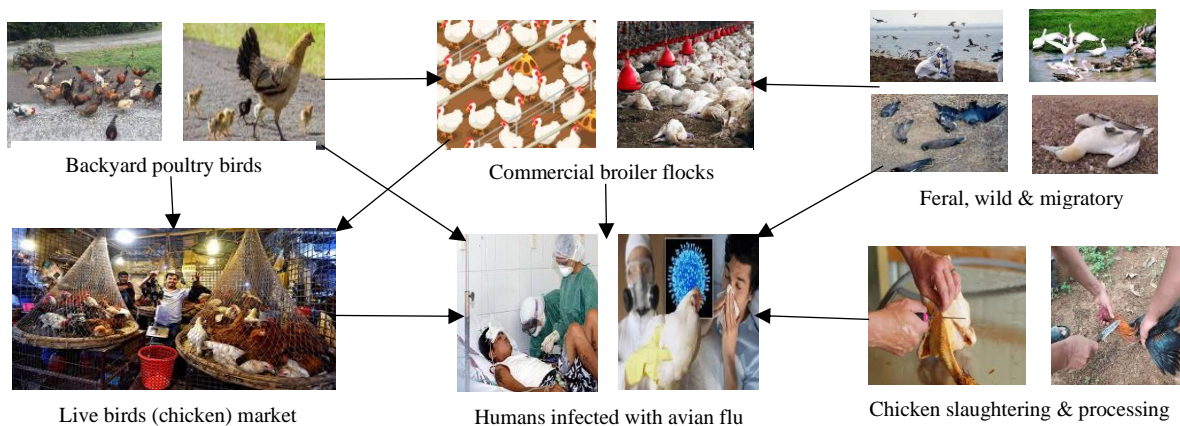 Backyard poultry birds
Commercial broiler flocks
Feral, wild & migratory
Live birds (chicken) market
Humans infected with avian flu
Chicken slaughtering & processing